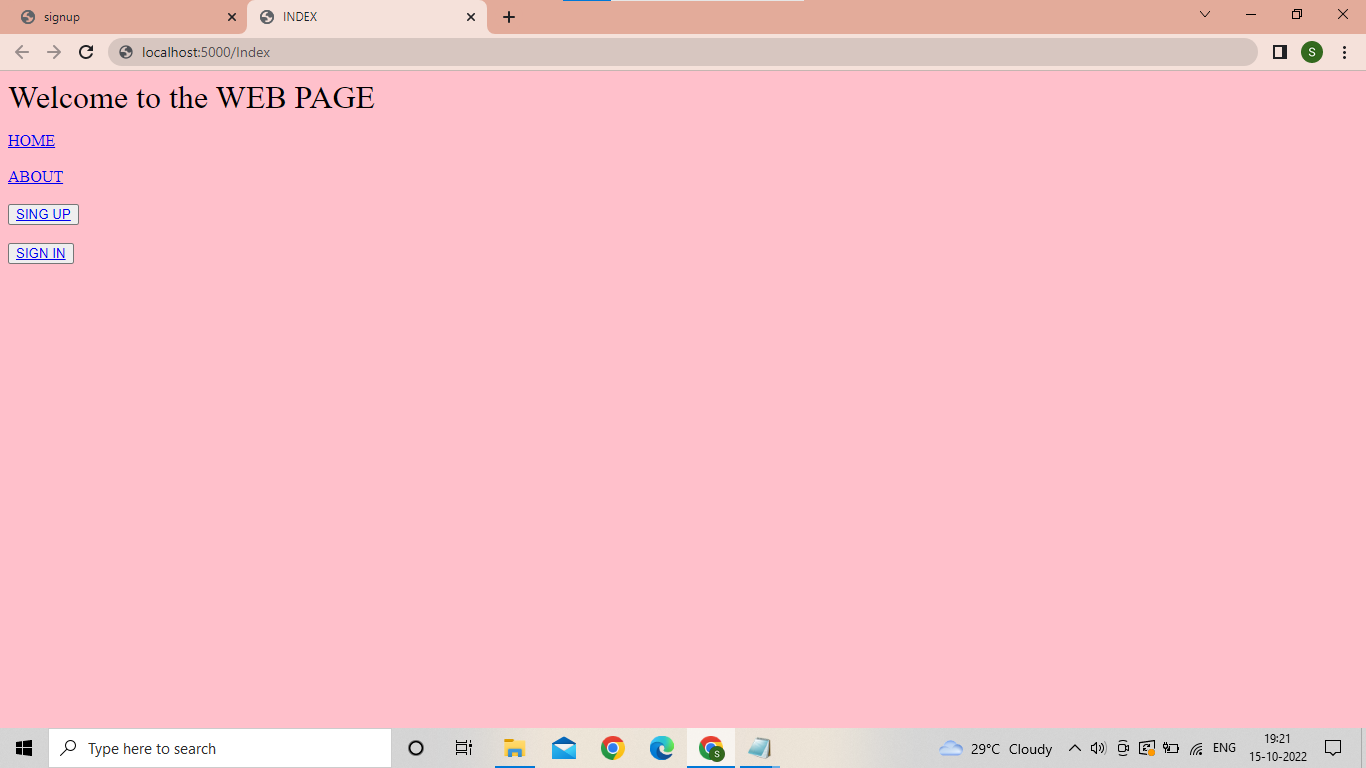 signup
INDEX
localhost:5000/Index
S
Welcome to the WEB PAGE
HOME
ABOUT
SING UP
SIGN IN
Type here to search
S
29°C Cloudy
ENG
19:21
15-10-2022